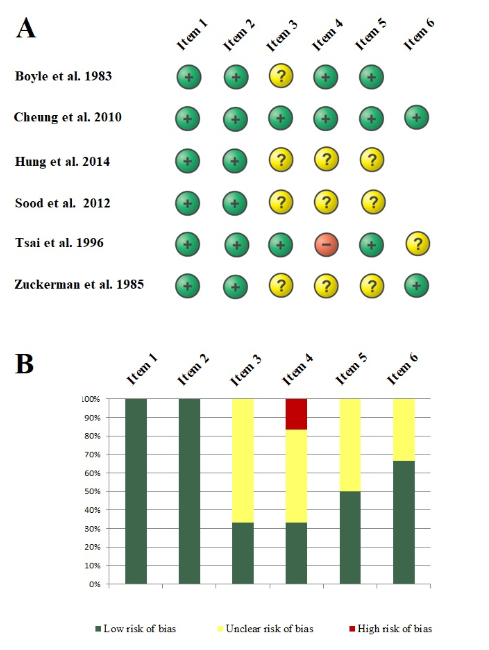 A
Item 1 Item 2 Item 3 Item 4 Item 5 Item 6
Boyle et al. 1983 + + ? + +
Cheung et al. 2010 + + + + + +
Hung et al. 2014 + + ? ? ?
Sood et al. 2012 + + ? ? ?
Tsai et al. 1996 + + + − + ?
Zuckerman et al. 1985 + + ? ? ? +
B
Item 1 Item 2 Item 3 Item 4 Item 5 Item 6
100%
90%
80%
70%
60%
50%
40%
30%
20%
10%
0%
Low risk of bias Unclear risk of bias High risk of bias